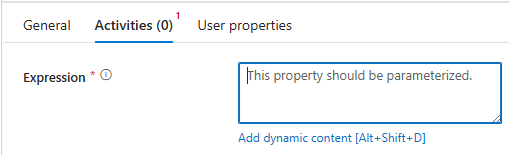 General Activities (0) 1 User properties
Expression * This property should be parameterized.
Add dynamic content [Alt+Shift+D]